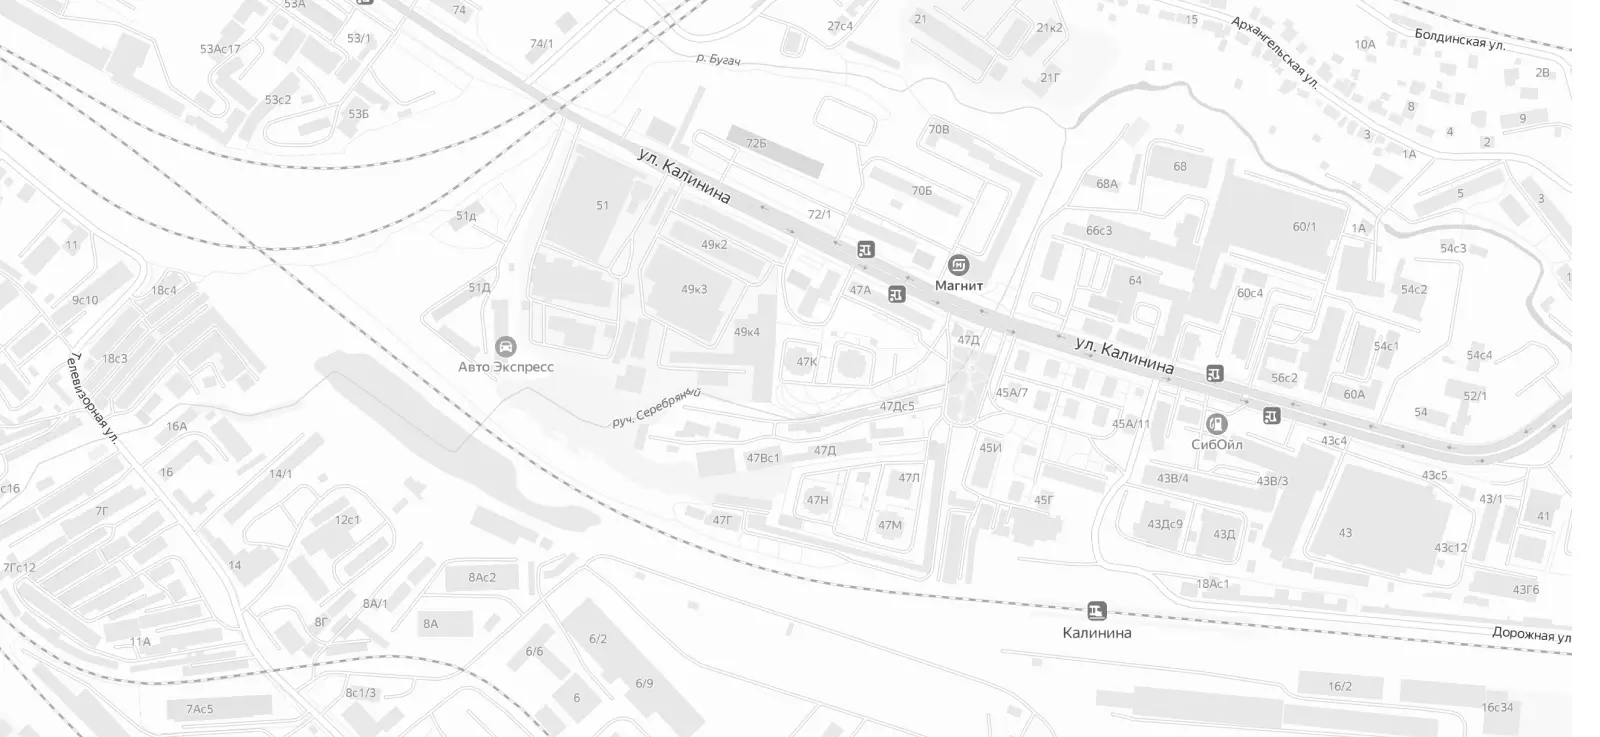 53А
74
27с4
21
21к2
15
Архангельская ул.
Болдинская ул.
53Ас17
53/1
74/1
р. Бугач
21Г
10А
2В
53с2
53Б
8
9
72Б
70В
3
4
2
1А
ул. Калинина
68
68А
70Б
5
3
51
51д
72/1
66с3
60/1
1А
11
49к2
54с3
Магнит
64
9с10
18с4
51Д
49к3
47А
60с4
54с2
49к4
47Д
ул. Калинина
54с1
54с4
18с3
Телевизорная ул.
Авто Экспресс
47К
56с2
60А
52/1
руч. Серебряный
47Дс5
45А/7
54
16А
45А/11
СибОйл
43с4
47Вс1
47Д
45И
16
14/1
47Л
43В/4
43В/3
43с5
с16
7Г
12с1
47Н
45Г
43/1
41
47Г
47М
43Дс9
43Д
43
43с12
7Гс12
14
8Ас2
18Ас1
43Г6
8А/1
8Г
8А
Калинина
Дорожная ул
11А
6/6
6/2
6/9
6
8с1/3
7Ас5
16/2
16с34